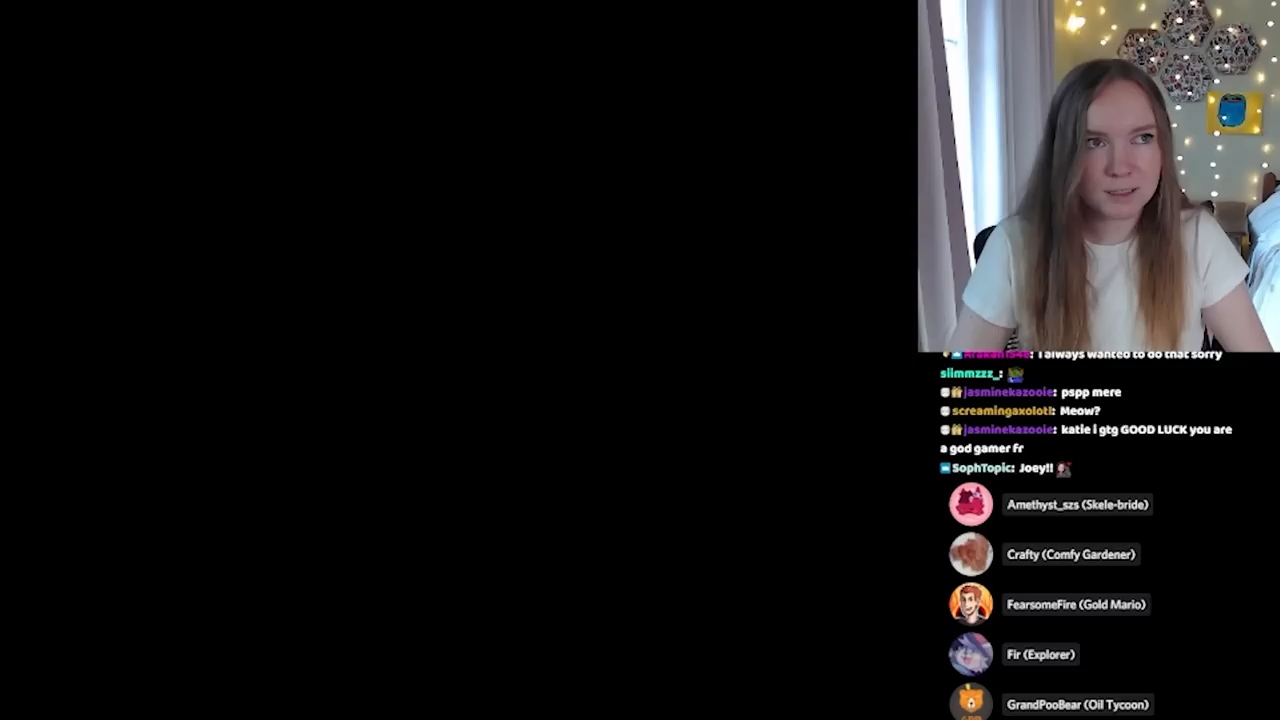 I always wanted to do that sorry
slimmzzz_:
jasminekazooie: pspp mere
screamingaxolotl: Meow?
jasminekazooie: katie i gtg GOOD LUCK you are
a god gamer fr
SophTopic: Joey!!
Amethyst_szs (Skele-bride)
Crafty (Comfy Gardener)
FearsomeFire (Gold Mario)
Fir (Explorer)
GrandPooBear (Oil Tycoon)